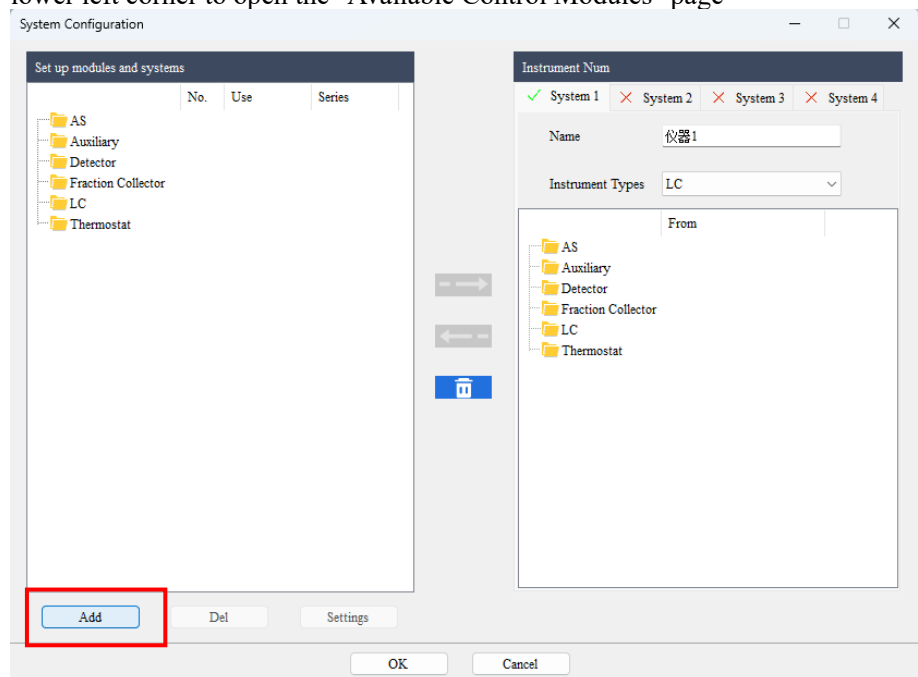 lower left corner to open the "Available Control Modules" page
System Configuration
Set up modules and systems
No. Use Series
AS
Auxiliary
Detector
Fraction Collector
LC
Thermostat
Add Del Settings
Instrument Num
System 1 System 2 System 3 System 4
Name 仪器1
Instrument Types LC
From
AS
Auxiliary
Detector
Fraction Collector
LC
Thermostat
OK Cancel